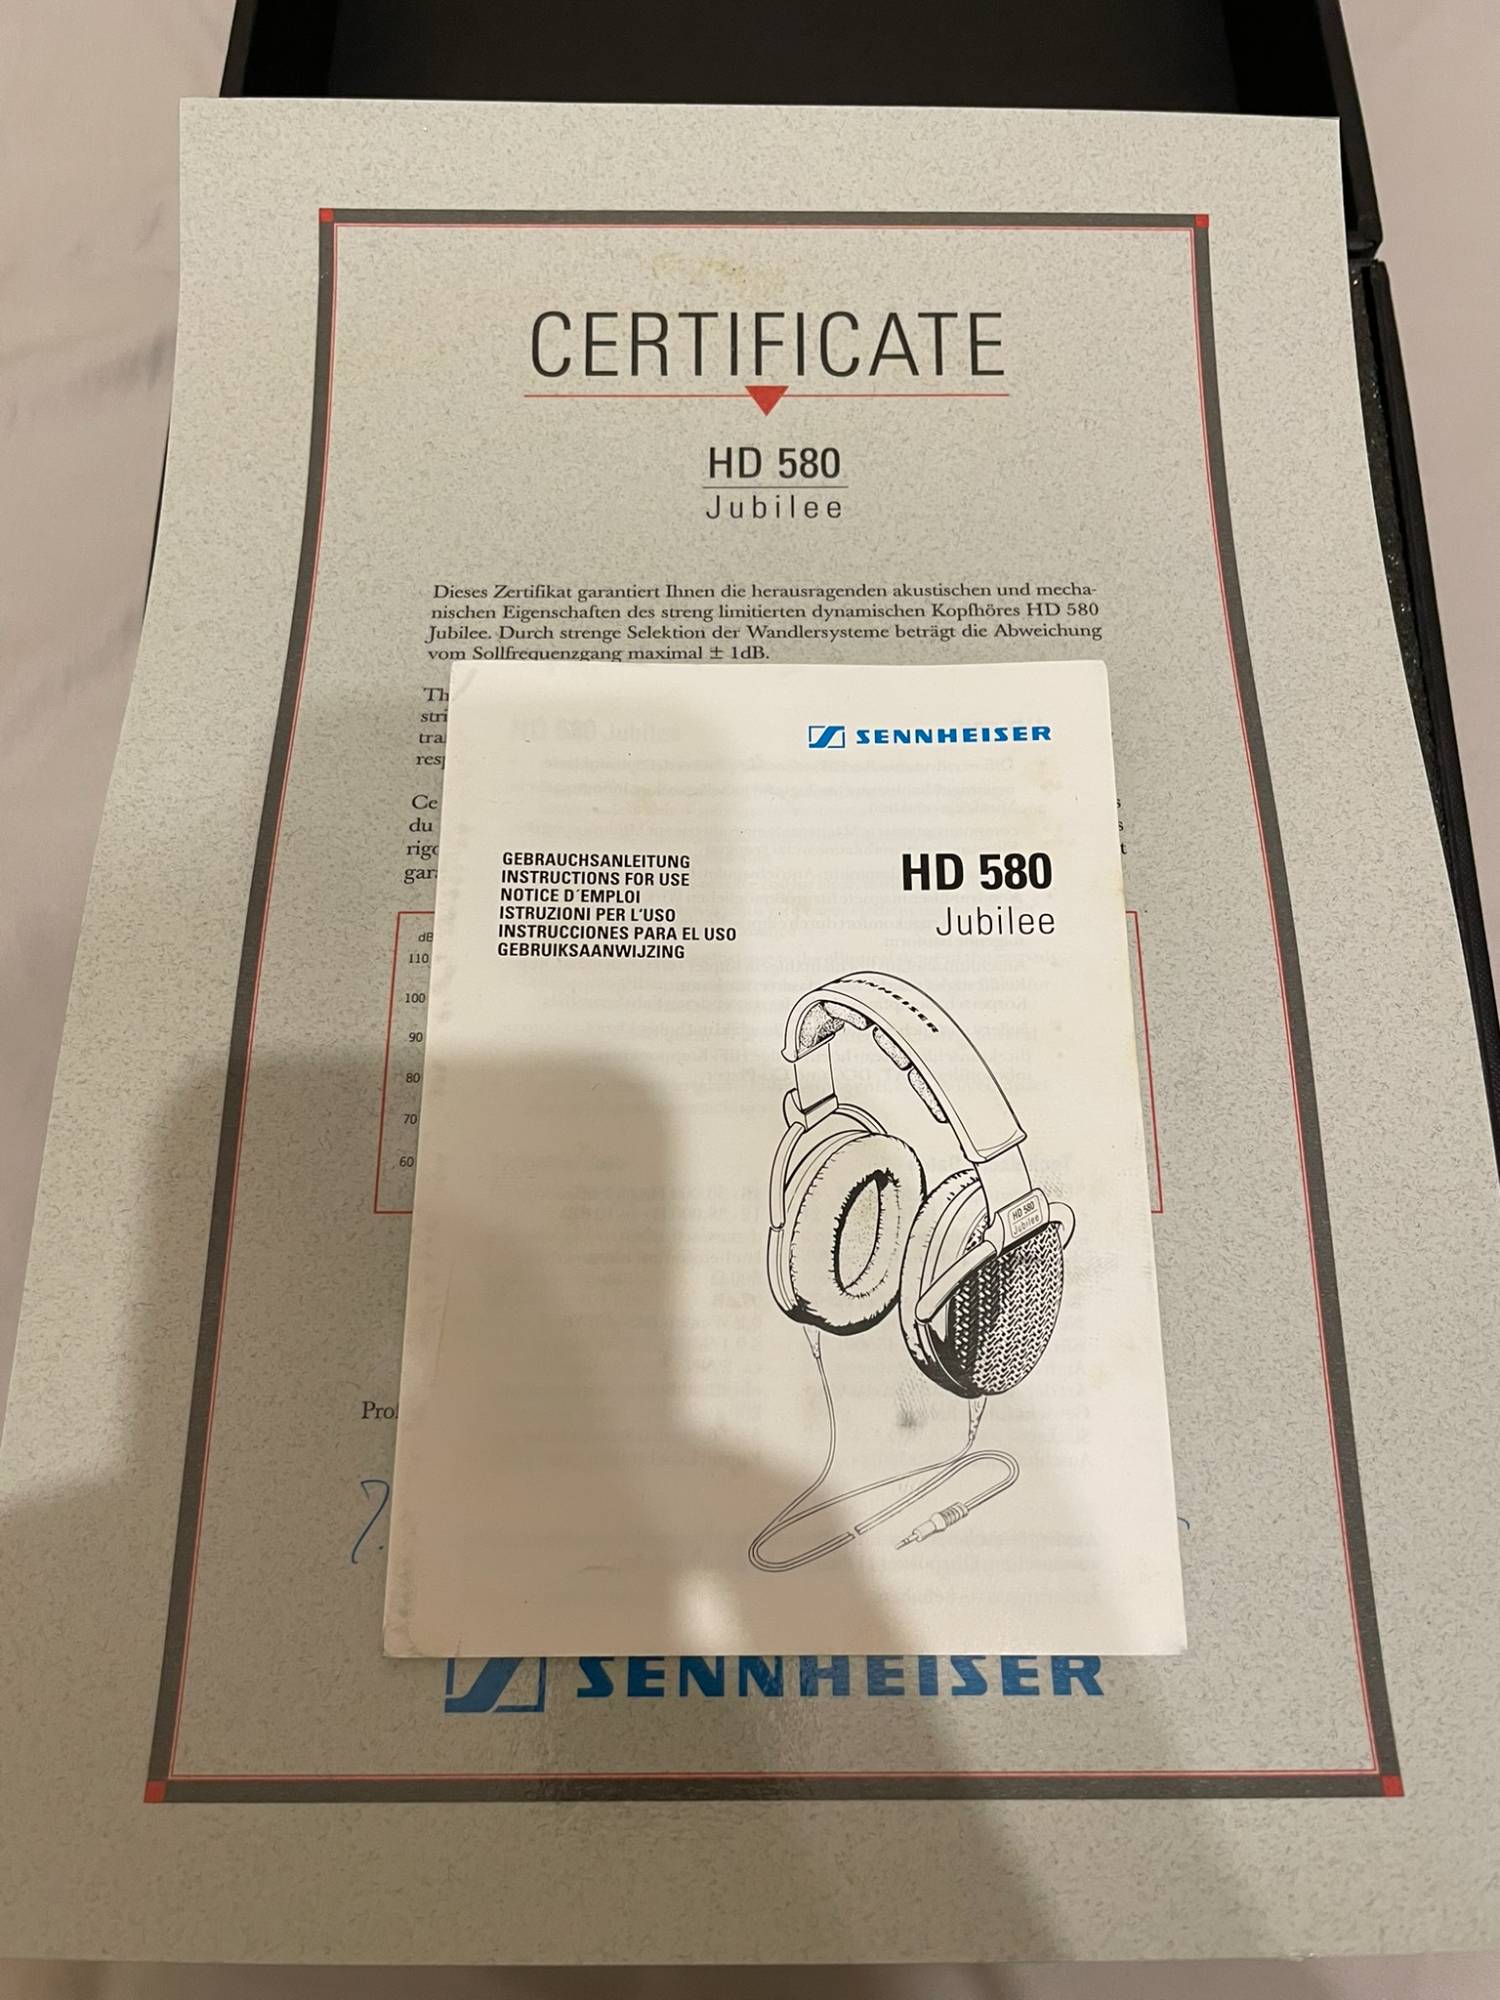 CERTIFICATE
HD 580
Jubilee
Dieses Zertifikat garantiert Ihnen die herausragenden akustischen und mecha-
nischen Eigenschaften des streng limitierten dynamischen Kopfhöres HD 580
Jubilee. Durch strenge Selektion der Wandlersysteme beträgt die Abweichung
vom Sollfrequenzgang maximal ± 1dB.
du
dB
110
100
90
80
70
60
SENNHEISER
HD 580
Jubilee
GEBRAUCHSANLEITUNG
INSTRUCTIONS FOR USE
NOTICE D´EMPLOI
ISTRUZIONI PER L'USO
INSTRUCCIONES PARA EL USO
GEBRUIKSAANWIJZING
SENNHEISER
HD 580
Jubilee
SENNHEISER